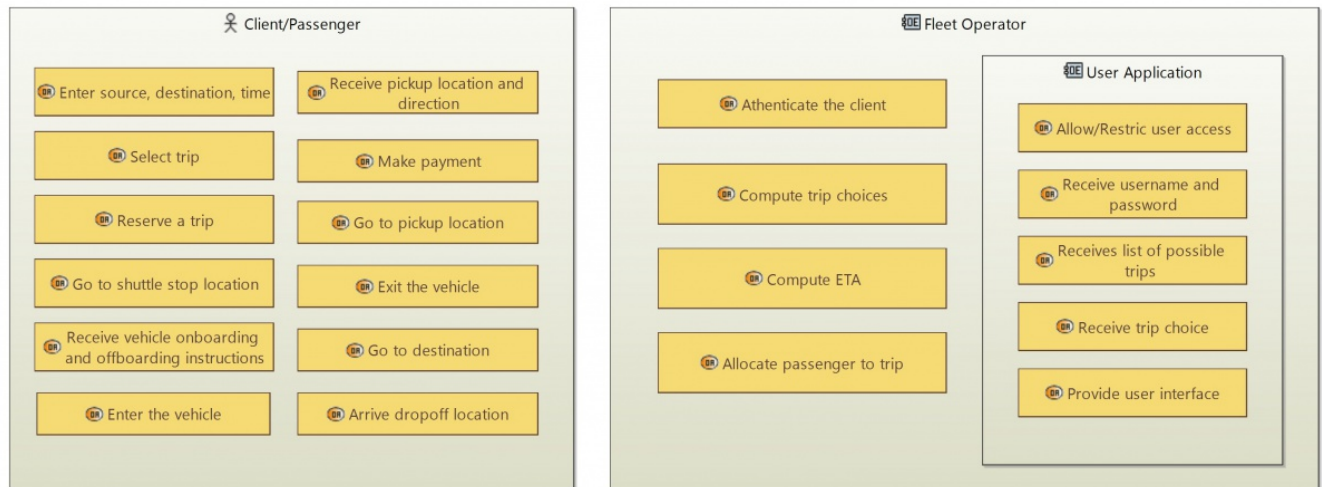 Client/Passenger
Enter source, destination, time
Select trip
Reserve a trip
Go to shuttle stop location
Receive vehicle onboarding
and offboarding instructions
Enter the vehicle
Receive pickup location and
direction
Make payment
Go to pickup location
Exit the vehicle
Go to destination
Arrive dropoff location
OE Fleet Operator
Athenticate the client
Compute trip choices
Compute ETA
Allocate passenger to trip
OE User Application
Allow/Restric user access
Receive username and
password
Receives list of possible
trips
Receive trip choice
Provide user interface